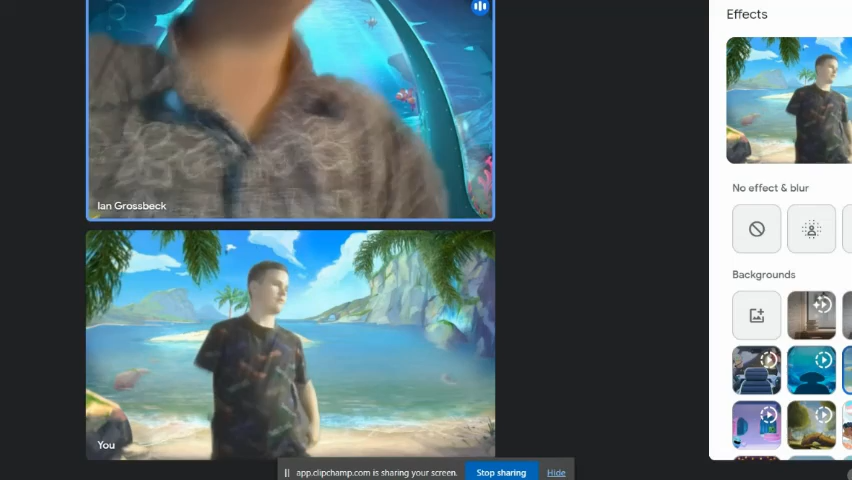 Effects
Ian Grossbeck
No effect & blur
Backgrounds
You
app.clipchamp.com is sharing your screen.
Stop sharing
Hide